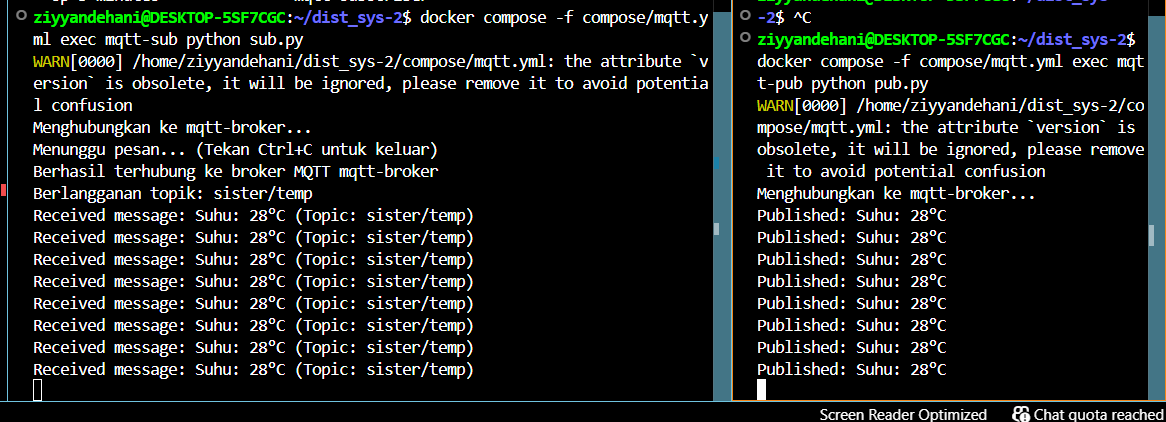 ziyyandehani@DESKTOP-5SF7CGC:~/dist_sys-2$ docker compose -f compose/mqtt.y
ml exec mqtt-sub python sub.py
WARN[0000] /home/ziyyandehani/dist_sys-2/compose/mqtt.yml: the attribute `v
ersion` is obsolete, it will be ignored, please remove it to avoid potentia
l confusion
Menghubungkan ke mqtt-broker...
Menunggu pesan... (Tekan Ctrl+C untuk keluar)
Berhasil terhubung ke broker MQTT mqtt-broker
Berlangganan topik: sister/temp
Received message: Suhu: 28°C (Topic: sister/temp)
Received message: Suhu: 28°C (Topic: sister/temp)
Received message: Suhu: 28°C (Topic: sister/temp)
Received message: Suhu: 28°C (Topic: sister/temp)
Received message: Suhu: 28°C (Topic: sister/temp)
Received message: Suhu: 28°C (Topic: sister/temp)
Received message: Suhu: 28°C (Topic: sister/temp)
Received message: Suhu: 28°C (Topic: sister/temp)
-2$ ^C
ziyyandehani@DESKTOP-5SF7CGC:~/dist_sys-2$
docker compose -f compose/mqtt.yml exec mqt
t-pub python pub.py
WARN[0000] /home/ziyyandehani/dist_sys-2/co
mpose/mqtt.yml: the attribute `version` is
obsolete, it will be ignored, please remove
it to avoid potential confusion
Menghubungkan ke mqtt-broker...
Published: Suhu: 28°C
Published: Suhu: 28°C
Published: Suhu: 28°C
Published: Suhu: 28°C
Published: Suhu: 28°C
Published: Suhu: 28°C
Published: Suhu: 28°C
Published: Suhu: 28°C
Screen Reader Optimized
Chat quota reached